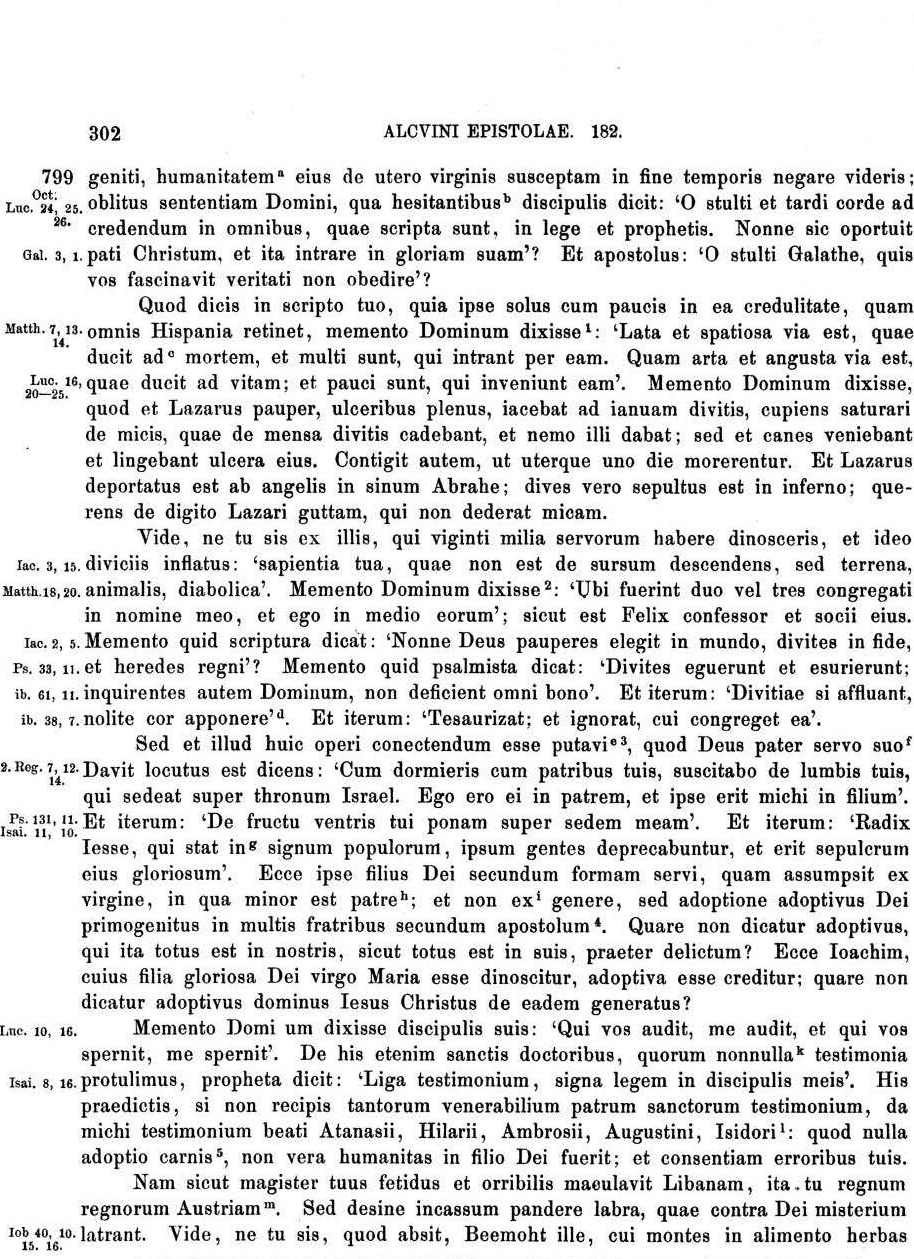 302 ALCVINI EPISTOLAE. 182.
799 geniti, humanitatem a eius de utero virginis susceptam in fine temporis negare videris;
Oct.
Luc. 24, 25. oblitus sententiam Domini, qua hesitantibus b discipulis dicit: ‘O stulti et tardi corde ad
26. credendum in omnibus, quae scripta sunt, in lege et prophetis. Nonne sic oportuit
Gal. 3, 1. pati Christum, et ita intrare in gloriam suam’? Et apostolus: ‘O stulti Galathe, quis
vos fascinavit veritati non obedire’?
Quod dicis in scripto tuo, quia ipse solus cum paucis in ea credulitate, quam
Matth. 7, 13. omnis Hispania retinet, memento Dominum dixisse 1: ‘Lata et spatiosa via est, quae
14. ducit ad c mortem, et multi sunt, qui intrant per eam. Quam arta et angusta via est,
Luc. 16, quae ducit ad vitam; et pauci sunt, qui inveniunt eam’. Memento Dominum dixisse,
20—25. quod et Lazarus pauper, ulceribus plenus, iacebat ad ianuam divitis, cupiens saturari
de micis, quae de mensa divitis cadebant, et nemo illi dabat; sed et canes veniebant
et lingebant ulcera eius. Contigit autem, ut uterque uno die morerentur. Et Lazarus
deportatus est ab angelis in sinum Abrahe; dives vero sepultus est in inferno; que-
rens de digito Lazari guttam, qui non dederat micam.
Vide, ne tu sis ex illis, qui viginti milia servorum habere dinosceris, et ideo
Iac. 3, 15. diviciis inflatus: ‘sapientia tua, quae non est de sursum descendens, sed terrena,
Matth. 18, 20. animalis, diabolica’. Memento Dominum dixisse 2: ‘Ubi fuerint duo vel tres congregati
in nomine meo, et ego in medio eorum’; sicut est Felix confessor et socii eius.
Iac. 2, 5. Memento quid scriptura dicat: ‘Nonne Deus pauperes elegit in mundo, divites in fide,
Ps. 33, 11. et heredes regni’? Memento quid psalmista dicat: ‘Divites eguerunt et esurierunt;
ib. 61, 11. inquirentes autem Dominum, non deficient omni bono’. Et iterum: ‘Divitiae si affluant,
ib. 38, 7. nolite cor apponere’ d. Et iterum: ‘Tesaurizat; et ignorat, cui congreget ea’.
Sed et illud huic operi conectendum esse putavi e 3, quod Deus pater servo suo f
2. Reg. 7, 12. Davit locutus est dicens: ‘Cum dormieris cum patribus tuis, suscitabo de lumbis tuis,
14. qui sedeat super thronum Israel. Ego ero ei in patrem, et ipse erit michi in filium’.
Ps. 131, 11. Et iterum: ‘De fructu ventris tui ponam super sedem meam’. Et iterum: ‘Radix
Isai. 11, 10. Iesse, qui stat in g signum populorum, ipsum gentes deprecabuntur, et erit sepulcrum
eius gloriosum’. Ecce ipse filius Dei secundum formam servi, quam assumpsit ex
virgine, in qua minor est patre h; et non ex i genere, sed adoptione adoptivus Dei
primogenitus in multis fratribus secundum apostolum 4. Quare non dicatur adoptivus,
qui ita totus est in nostris, sicut totus est in suis, praeter delictum? Ecce Ioachim,
cuius filia gloriosa Dei virgo Maria esse dinoscitur, adoptiva esse creditur; quare non
dicatur adoptivus dominus Iesus Christus de eadem generatus?
Luc. 10, 16. Memento Domi um dixisse discipulis suis: ‘Qui vos audit, me audit, et qui vos
spernit, me spernit’. De his etenim sanctis doctoribus, quorum nonnulla k testimonia
Isai. 8, 16. protulimus, propheta dicit: ‘Liga testimonium, signa legem in discipulis meis’. His
praedictis, si non recipis tantorum venerabilium patrum sanctorum testimonium, da
michi testimonium beati Atanasii, Hilarii, Ambrosii, Augustini, Isidori l: quod nulla
adoptio carnis 5, non vera humanitas in filio Dei fuerit; et consentiam erroribus tuis.
Nam sicut magister tuus fetidus et orribilis maculavit Libanam, ita tu regnum
regnorum Austriam m. Sed desine incassum pandere labra, quae contra Dei misterium
Iob 40, 10. latrant. Vide, ne tu sis, quod absit, Beemoht ille, cui montes in alimento herbas
15. 16.